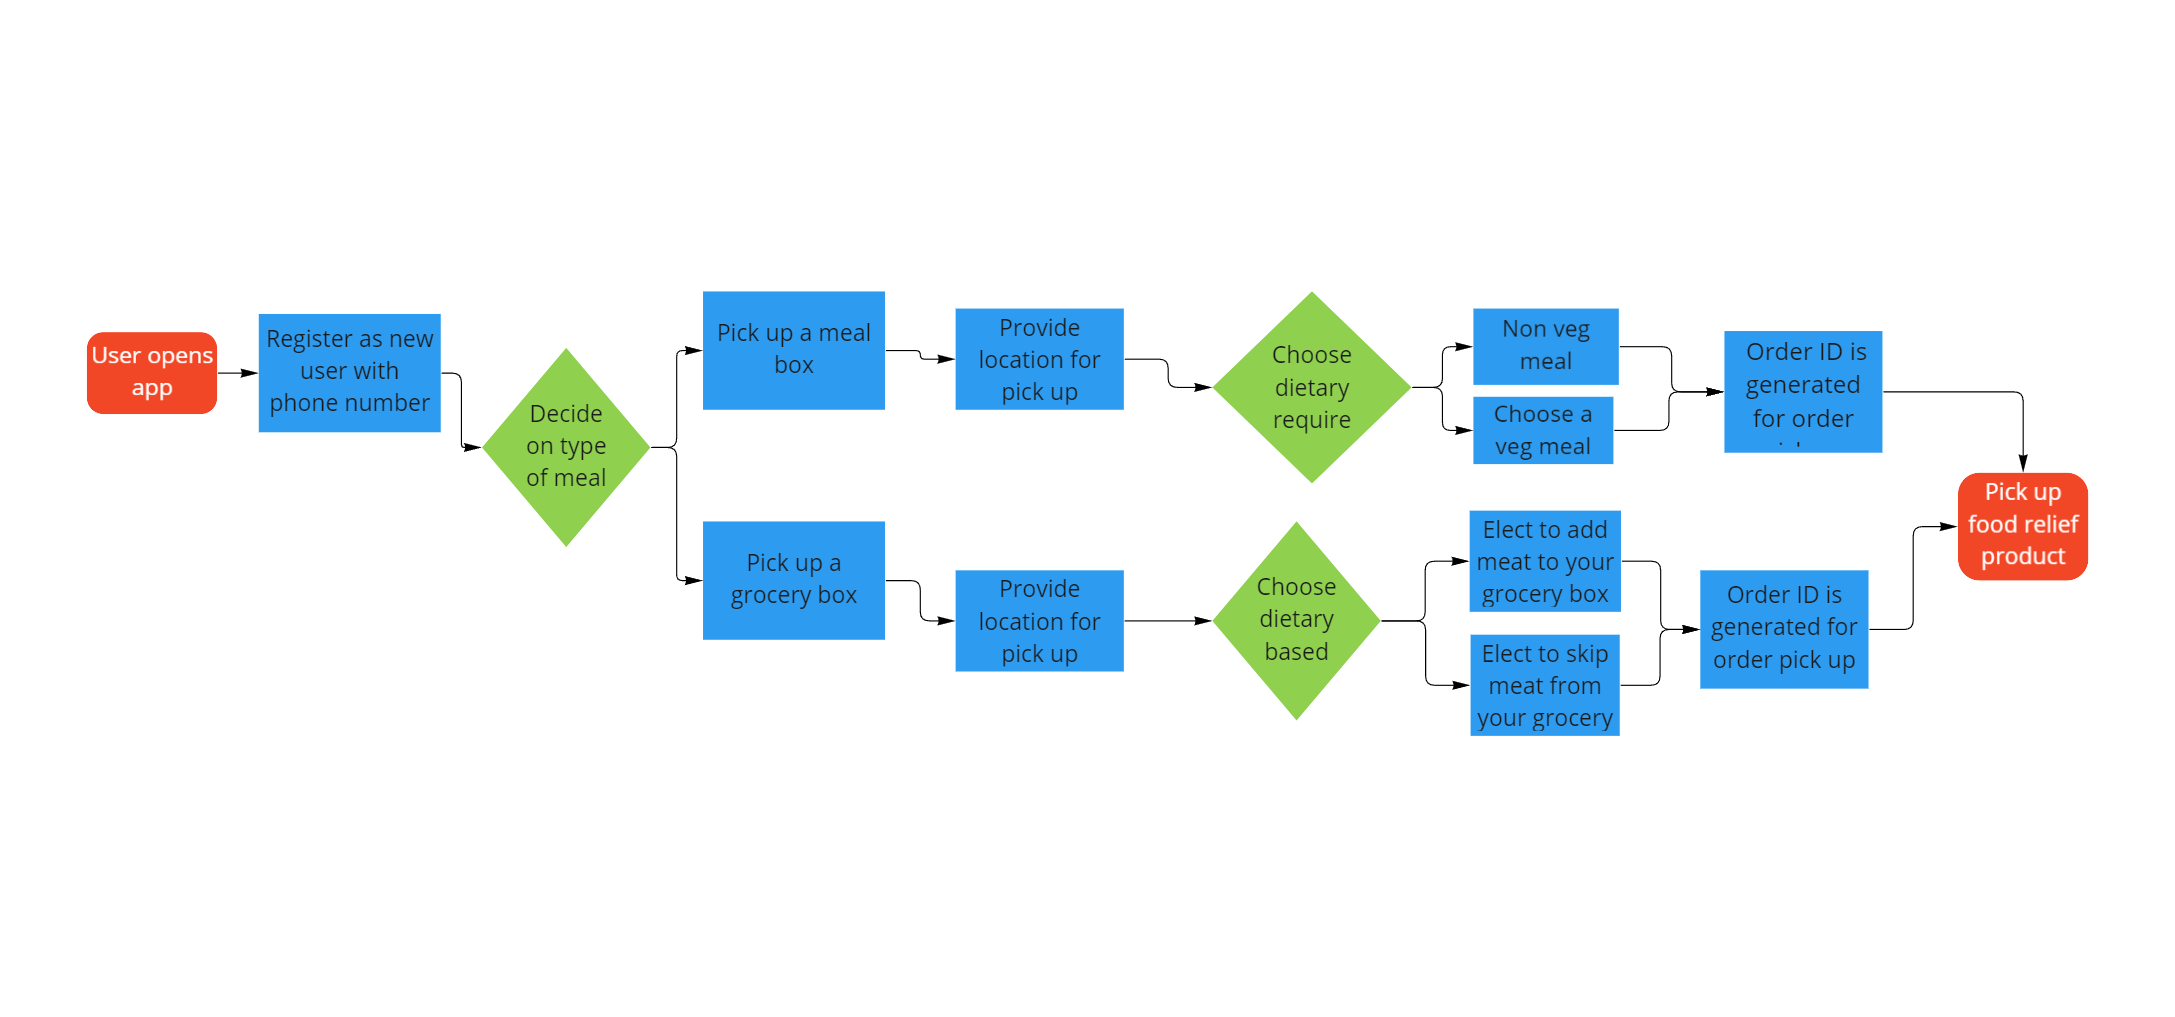 User opens
app
Register as new
user with
phone number
Decide
on type
of meal
Pick up a meal
box
Provide
location for
pick up
Choose
dietary
require
Non veg
meal
Choose a
veg meal
Order ID is
generated
for order
Pick up a
grocery box
Provide
location for
pick up
Choose
dietary
based
Elect to add
meat to your
grocery box
Elect to skip
meat from
your grocery
Order ID is
generated for
order pick up
Pick up
food relief
product